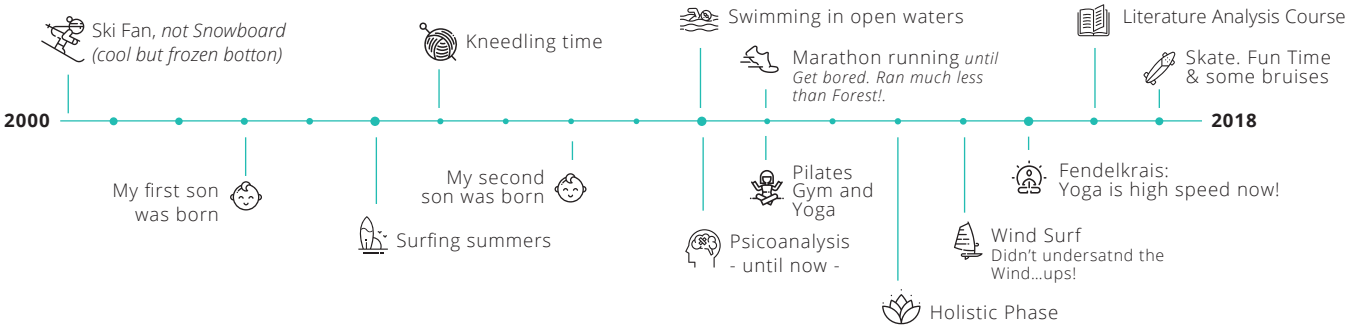 Ski Fan, not Snowboard
(cool but frozen botton)
Kneedling time
Swimming in open waters
Marathon running until
Get bored. Ran much less
than Forest!.
Literature Analysis Course
Skate. Fun Time
& some bruises
2000
2018
My first son
was born
Surfing summers
My second
son was born
Psicoanalysis
- until now -
Pilates
Gym and
Yoga
Holistic Phase
Wind Surf
Didn't undersatnd the
Wind...ups!
Fendelkrais:
Yoga is high speed now!